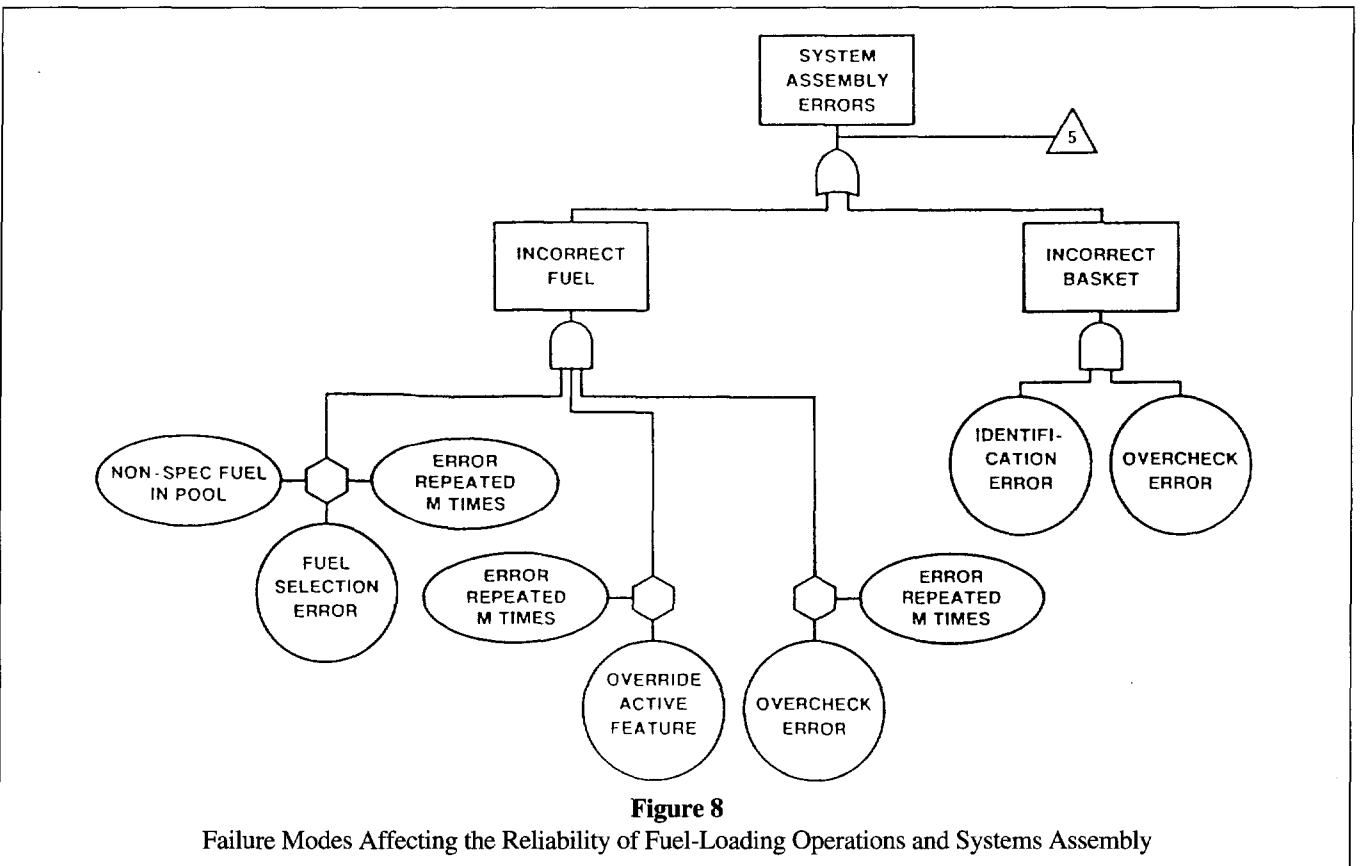 SYSTEM
ASSEMBLY
ERRORS
5
INCORRECT
FUEL
INCORRECT
BASKET
NON-SPEC FUEL
IN POOL
ERROR
REPEATED
M TIMES
FUEL
SELECTION
ERROR
ERROR
REPEATED
M TIMES
OVERRIDE
ACTIVE
FEATURE
ERROR
REPEATED
M TIMES
OVERCHECK
ERROR
IDENTIFI-
CATION
ERROR
OVERCHECK
ERROR
Figure 8
Failure Modes Affecting the Reliability of Fuel-Loading Operations and Systems Assembly